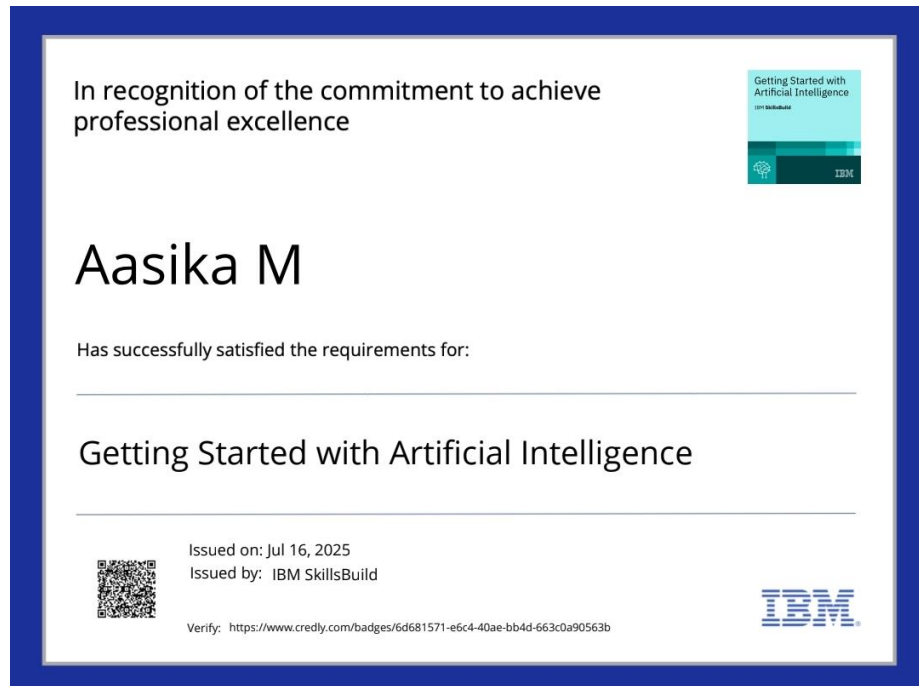 In recognition of the commitment to achieve
professional excellence
Getting Started with
Artificial Intelligence
IBM SkillsBuild
IBM
Aasika M
Has successfully satisfied the requirements for:
Getting Started with Artificial Intelligence
Issued on: Jul 16, 2025
Issued by: IBM SkillsBuild
Verify: https://www.credly.com/badges/6d681571-e6c4-40ae-bb4d-663c0a90563b
IBM.